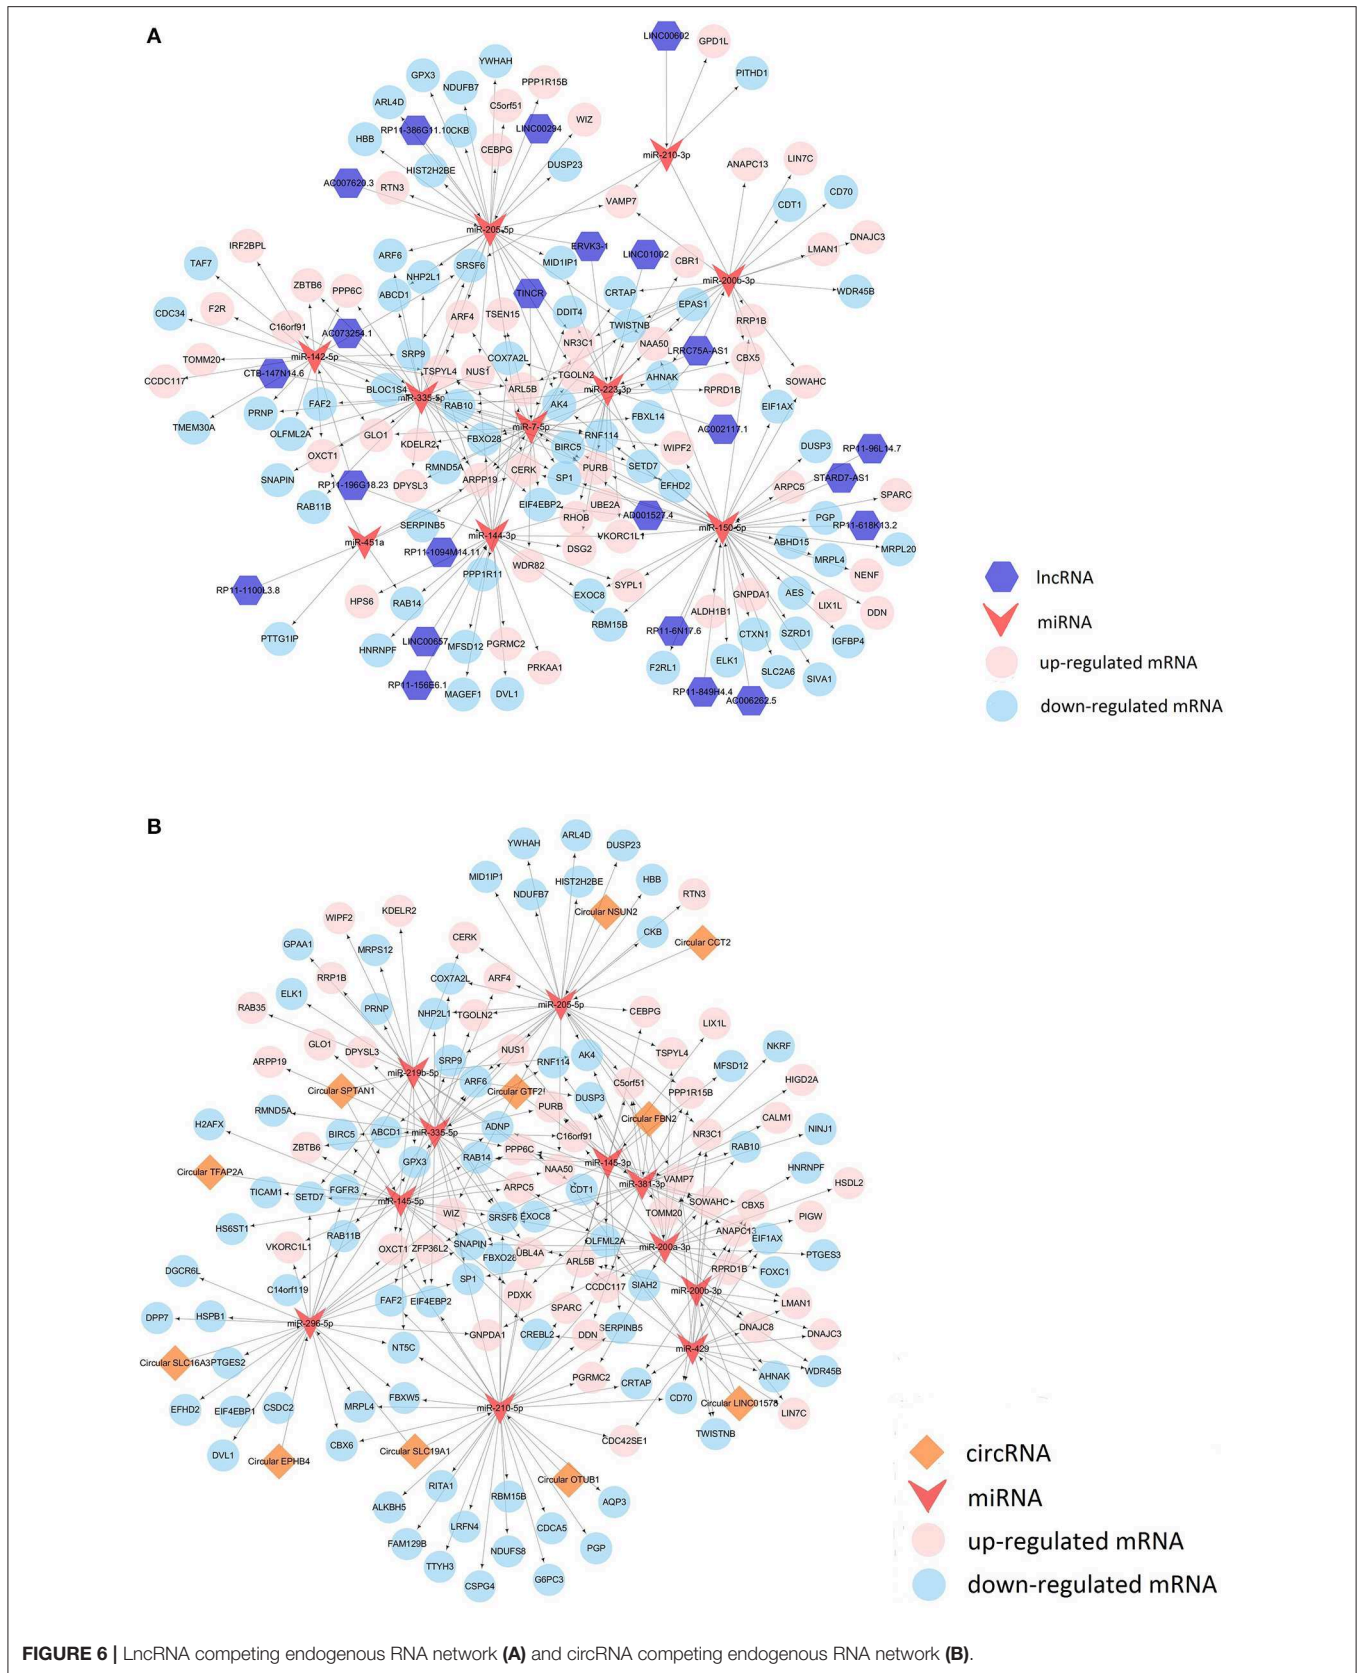 A
LINC00602
GPD1L
PITHD1
YWHAH
GPX3
NDUFB7
PPP1R15B
ARL4D
C5orf51
RP11-386G11.10
CKB
LINC00294
WIZ
HBB
CEBPG
HIST2H2BE
DUSP23
AC007620.3
RTN3
miR-210-3p
ANAPC13
LIN7C
VAMP7
CDT1
CD70
miR-205-5p
IRF2BPL
ARF6
SRSF6
ERVK3-1
LINC01002
CBR1
LMAN1
DNAJC3
TAF7
NHP2L1
MID1IP1
miR-200b-3p
ZBTB6
PPP6C
ABCD1
TINCR
CRTAP
EPAS1
WDR45B
CDC34
F2R
ARF4
TSEN15
DDIT4
TWISTNB
RRP1B
C16orf91
AC073254.1
NR3C1
NAA50
LRRC75A-AS1
CBX5
TOMM20
miR-142-5p
SRP9
COX7A2L
CCDC117
CTB-147N14.6
TSPYL4
NUS1
TGOLN2
AHNAK
SOWAHC
BLOC1S4
ARL5B
miR-223-3p
RPRD1B
PRNP
FAF2
miR-335-5p
RAB10
AK4
FBXL14
EIF1AX
TMEM30A
OLFML2A
GLO1
KDELR2
FBXO28
miR-7-5p
BIRC5
RNF114
AC002117.1
OXCT1
WIPF2
DUSP3
RP11-96L14.7
SNAPIN
RP11-196G18.23
RMND5A
CERK
PURB
SETD7
STARD7-AS1
RAB11B
DPYSL3
ARPP19
SP1
EFHD2
ARPC5
SPARC
EIF4EBP2
UBE2A
RHOB
AD001527.4
PGP
RP11-618K13.2
SERPINB5
miR-150-5p
miR-451a
miR-144-3p
VKORC1L1
ABHD15
MRPL20
RP11-1094M14.11
DSG2
MRPL4
WDR82
NENF
PPP1R11
SYPL1
RP11-1100L3.8
HPS6
RAB14
EXOC8
GNPDA1
AES
LIX1L
DDN
ALDH1B1
PTTG1IP
RBM15B
RP11-6N17.6
CTXN1
SZRD1
IGFBP4
HNRNPF
LINC00657
MFSD12
PGRMC2
PRKAA1
F2RL1
ELK1
SLC2A6
SIVA1
RP11-156E6.1
MAGEF1
DVL1
RP11-849H4.4
AC006262.5
lncRNA
miRNA
up-regulated mRNA
down-regulated mRNA
B
YWHAH
ARL4D
DUSP23
MID1IP1
NDUFB7
HIST2H2BE
HBB
RTN3
WIPF2
KDELR2
Circular NSUN2
GPAA1
MRPS12
CERK
CKB
Circular CCT2
RRP1B
COX7A2L
ARF4
ELK1
RAB35
PRNP
NHP2L1
TGOLN2
miR-205-5p
CEBPG
LIX1L
GLO1
DPYSL3
NUS1
TSPYL4
NKRF
ARPP19
SRP9
RNF114
AK4
MFSD12
miR-219b-5p
HIGD2A
Circular SPTAN1
ARF6
Circular GTF2I
C5orf51
PPP1R15B
RMND5A
PURB
DUSP3
CALM1
H2AFX
Circular FBN2
NINJ1
BIRC5
ABCD1
miR-335-5p
ADNP
C16orf91
NR3C1
RAB10
ZBTB6
PPP6C
GPX3
RAB14
NAA50
miR-145-3p
HNRNPF
Circular TFAP2A
HSDL2
TICAM1
SETD7
FGFR3
ARPC5
CDT1
miR-381-3p
VAMP7
miR-145-5p
SOWAHC
CBX5
WIZ
SRSF6
EXOC8
TOMM20
PIGW
HS6ST1
RAB11B
ANAPC13
EIF1AX
VKORC1L1
OXCT1
ZFP36L2
SNAPIN
FBXO28
UBL4A
OLFML2A
miR-200a-3p
PTGES3
DGCR6L
ARL5B
RPRD1B
FOXC1
C14orf119
SP1
CCDC117
SIAH2
miR-200b-3p
FAF2
EIF4EBP2
PDXK
SPARC
LMAN1
DPP7
HSPB1
miR-296-5p
GNPDA1
CREBL2
DDN
SERPINB5
DNAJC8
DNAJC3
NT5C
miR-429
Circular SLC16A3
PTGES2
PGRMC2
CRTAP
AHNAK
WDR45B
FBXW5
CD70
EFHD2
EIF4EBP1
CSDC2
MRPL4
miR-210-5p
Circular LINC01578
LIN7C
DVL1
CBX6
Circular SLC19A1
CDC42SE1
TWISTNB
Circular EPHB4
Circular OTUB1
RITA1
RBM15B
AQP3
ALKBH5
LRFN4
CDCA5
FAM129B
NDUFS8
PGP
TTYH3
CSPG4
G6PC3
circRNA
miRNA
up-regulated mRNA
down-regulated mRNA
FIGURE 6 | LncRNA competing endogenous RNA network (A) and circRNA competing endogenous RNA network (B).